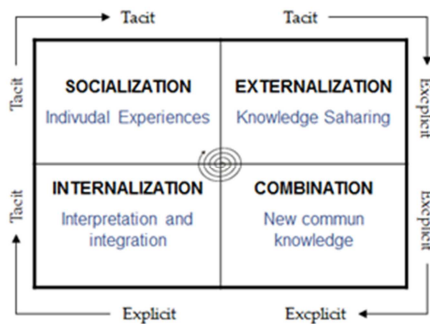 Tacit
Tacit
Tacit
SOCIALIZATION
Indivudal Experiences
EXTERNALIZATION
Knowledge Saharing
Excplicit
Tacit
INTERNALIZATION
Interpretation and
integration
COMBINATION
New commun
knowledge
Excplicit
Explicit
Excplicit